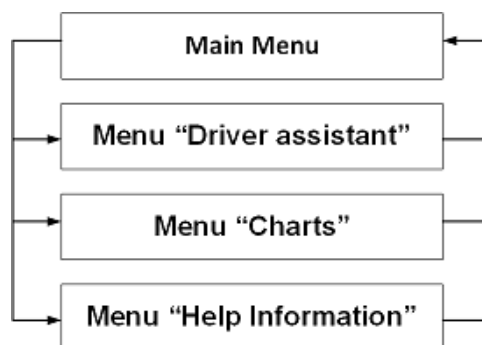 Main Menu
Menu “Driver assistant”
Menu “Charts”
Menu “Help Information”